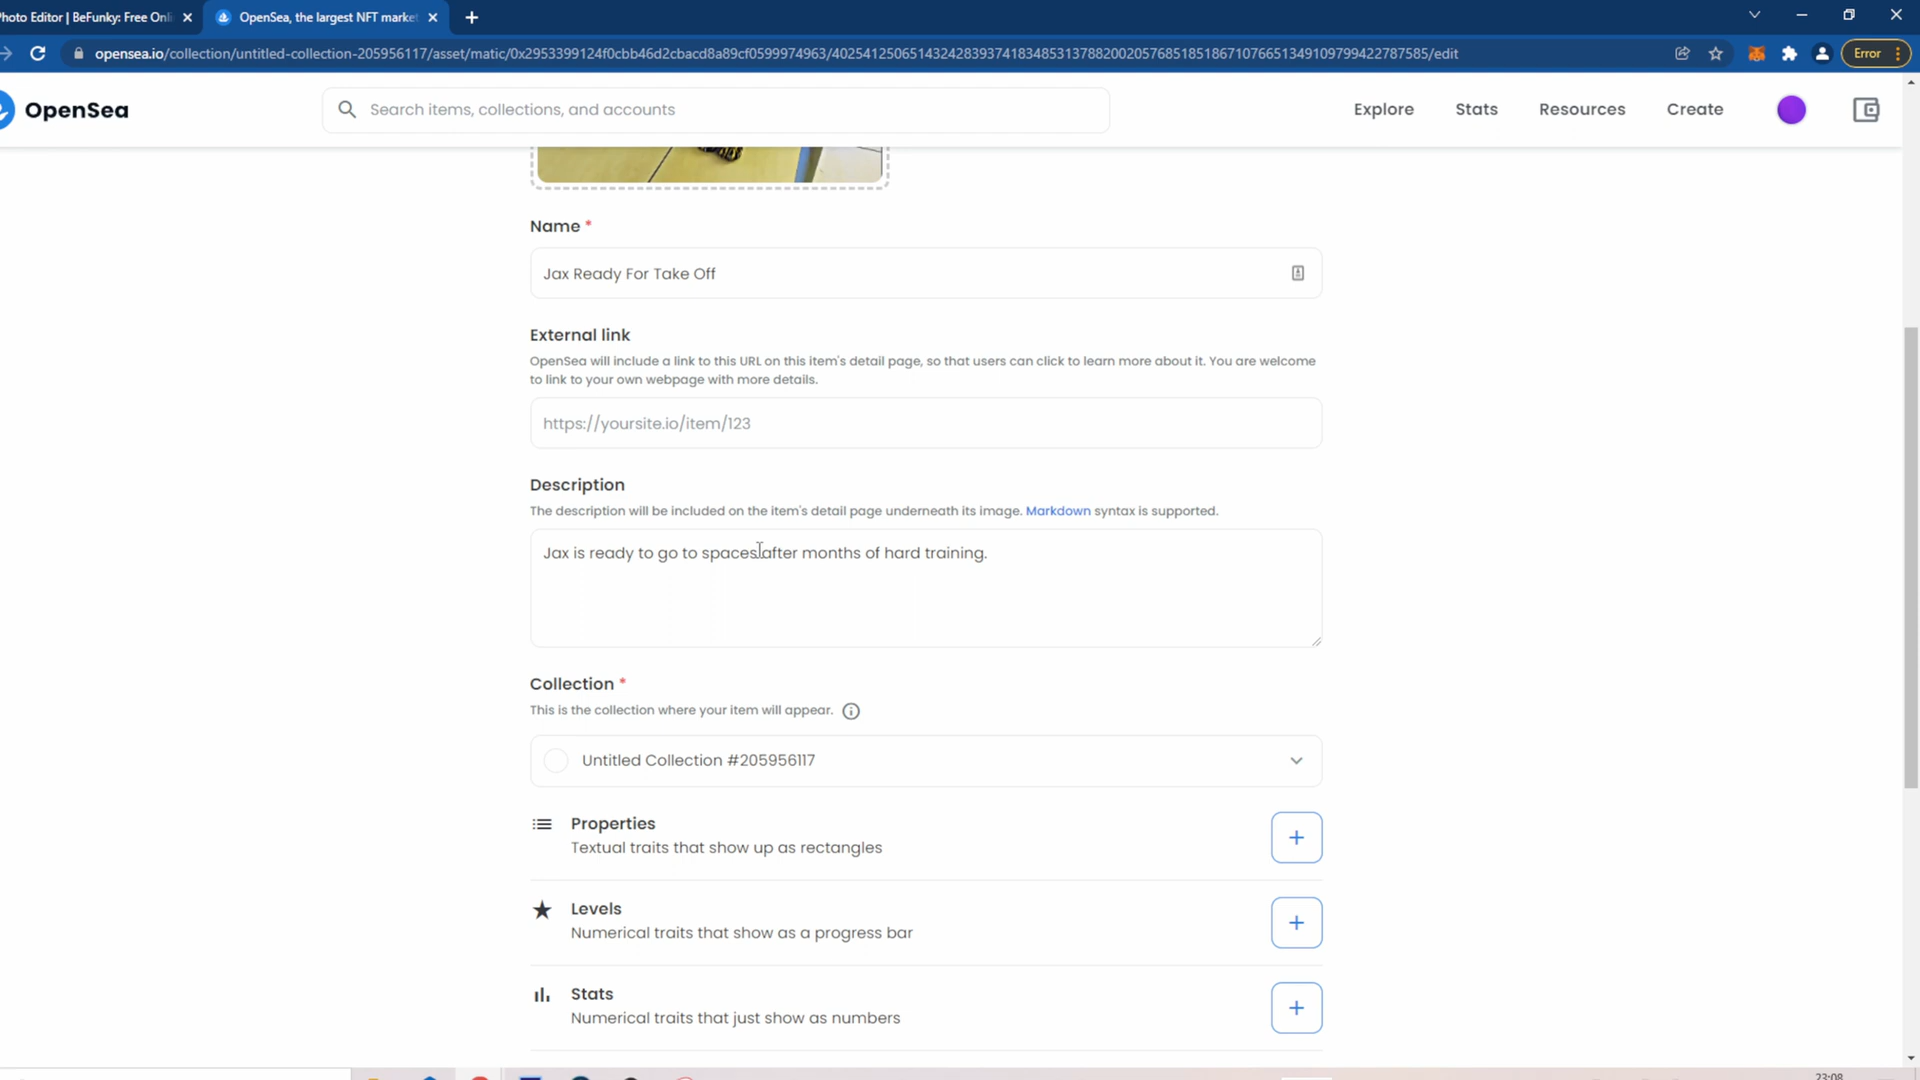 hoto Editor | BeFunky: Free Onli
OpenSea, the largest NFT marke
opensea.io/collection/untitled-collection-205956117/asset/matic/0x2953399124f0cbb46d2cbacd8a89cf0599974963/40254125065143242839374183485313788200205768518518671076651349109799422787585/edit
Error
OpenSea
Search items, collections, and accounts
Explore
Stats
Resources
Create
Name *
Jax Ready For Take Off
External link
OpenSea will include a link to this URL on this item's detail page, so that users can click to learn more about it. You are welcome
to link to your own webpage with more details.
https://yoursite.io/item/123
Description
The description will be included on the item's detail page underneath its image. Markdown syntax is supported.
Jax is ready to go to spaces after months of hard training.
Collection *
This is the collection where your item will appear.
Untitled Collection #205956117
Properties
Textual traits that show up as rectangles
Levels
Numerical traits that show as a progress bar
Stats
Numerical traits that just show as numbers
23:08